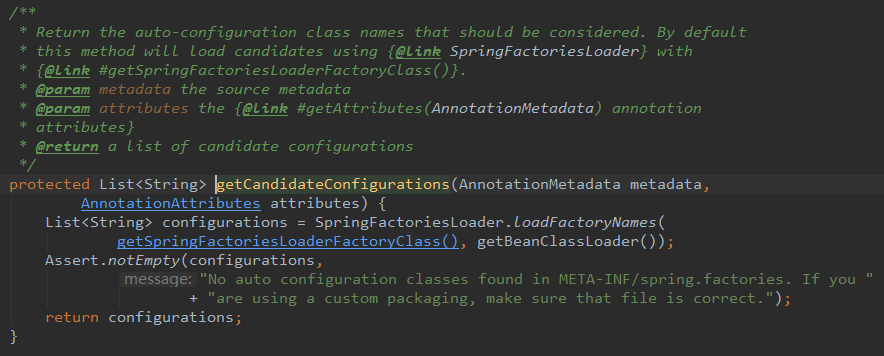 /**
 * Return the auto-configuration class names that should be considered. By default
 * this method will load candidates using {@link SpringFactoriesLoader} with
 * {@link #getSpringFactoriesLoaderFactoryClass()}.
 * @param metadata the source metadata
 * @param attributes the {@link #getAttributes(AnnotationMetadata) annotation
 * attributes}
 * @return a list of candidate configurations
 */
protected List<String> getCandidateConfigurations(AnnotationMetadata metadata,
        AnnotationAttributes attributes) {
    List<String> configurations = SpringFactoriesLoader.loadFactoryNames(
            getSpringFactoriesLoaderFactoryClass(), getBeanClassLoader());
    Assert.notEmpty(configurations,
            message: "No auto configuration classes found in META-INF/spring.factories. If you "
                    + "are using a custom packaging, make sure that file is correct.");
    return configurations;
}